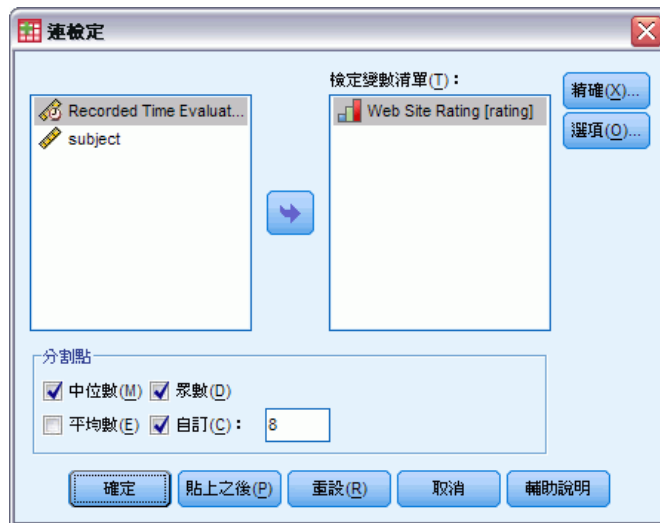 連檢定
檢定變數清單(T):
Recorded Time Evaluat...
subject
Web Site Rating [rating]
精確(X)...
選項(O)...
分割點
中位數(M) 眾數(D)
平均數(E) 自訂(C): 8
確定 貼上之後(P) 重設(R) 取消 輔助說明